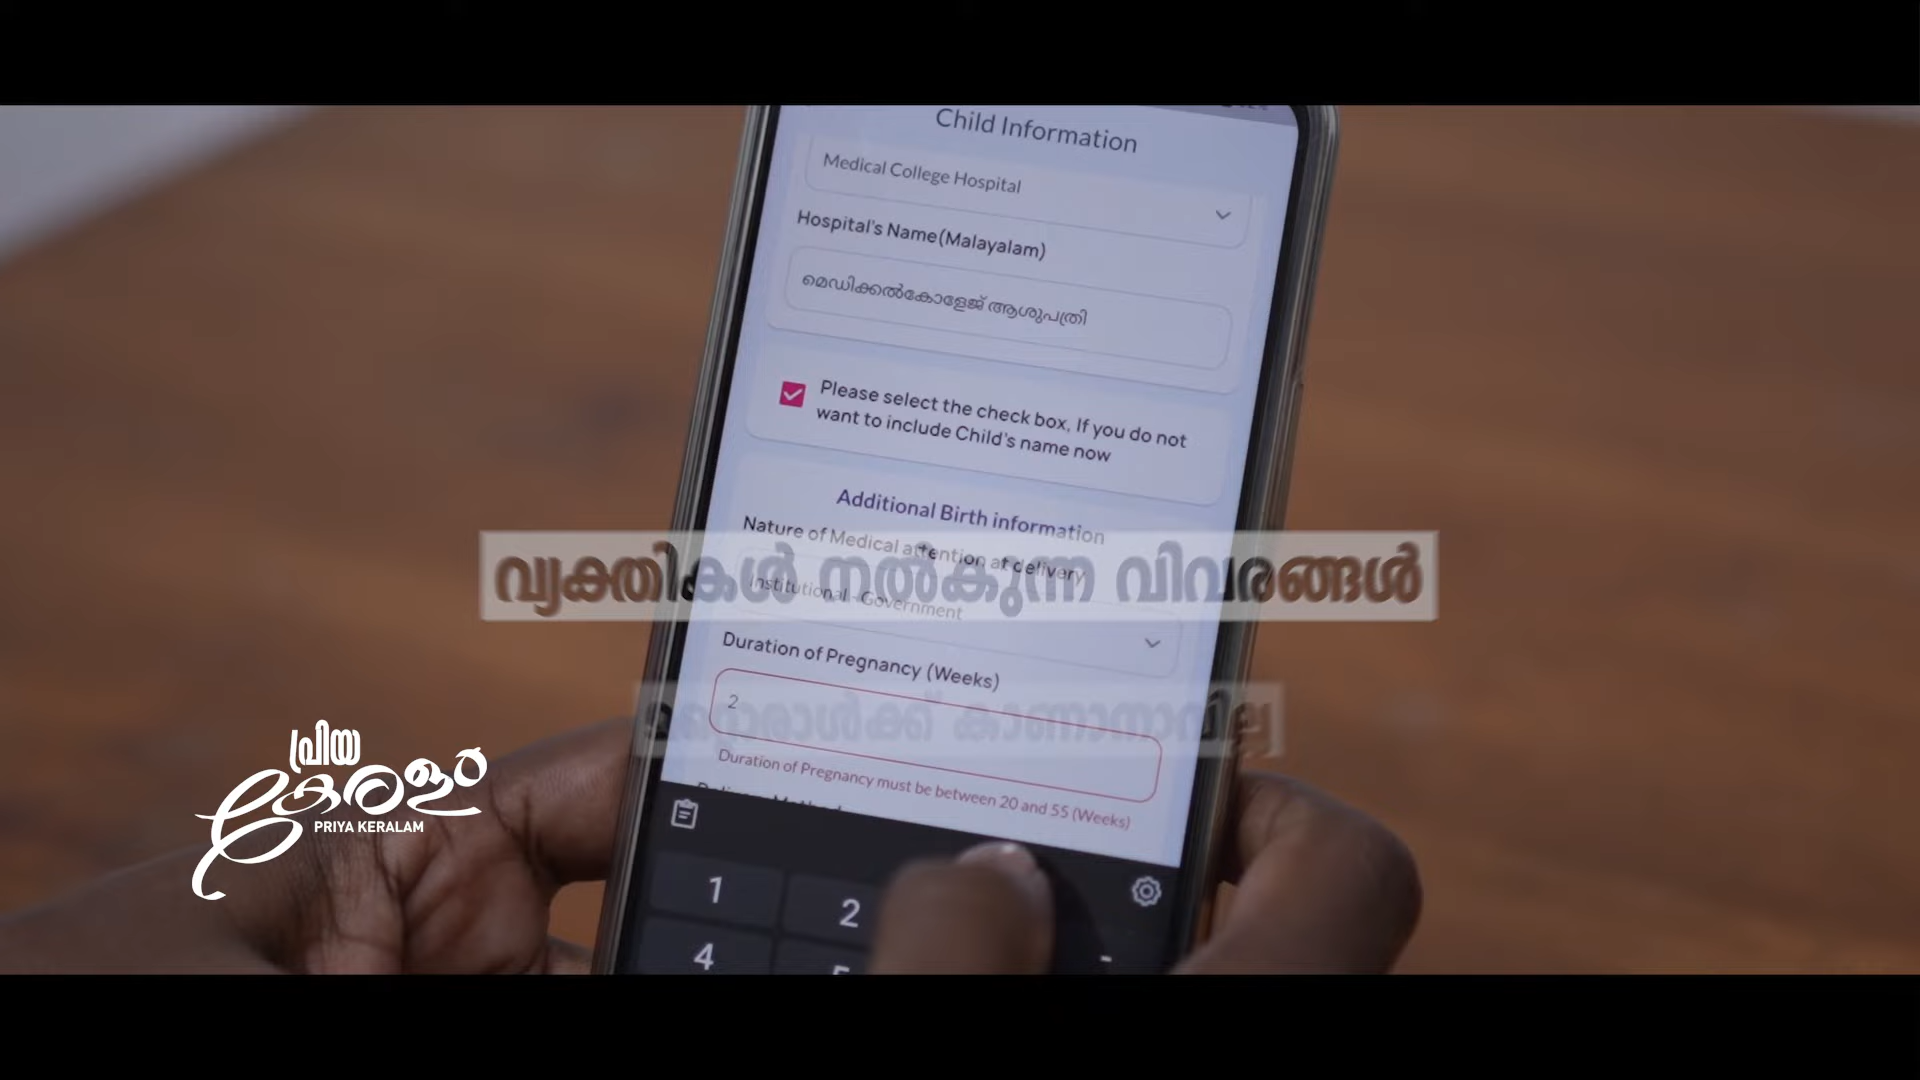 Child Information
Medical College Hospital
Hospital's Name(Malayalam)
മെഡിക്കൽകോളേജ് ആശുപത്രി
Please select the check box, If you do not
want to include Child's name now
Additional Birth information
Nature of Medical attention at delivery
Institutional - Government
വ്യക്തികൾ നൽകുന്ന വിവരങ്ങൾ
Duration of Pregnancy (Weeks)
2
കാണാനാവില്ല
Duration of Pregnancy must be between 20 and 55 (Weeks)
പ്രിയ
കേരളം
PRIYA KERALAM
1 2
4 5 -